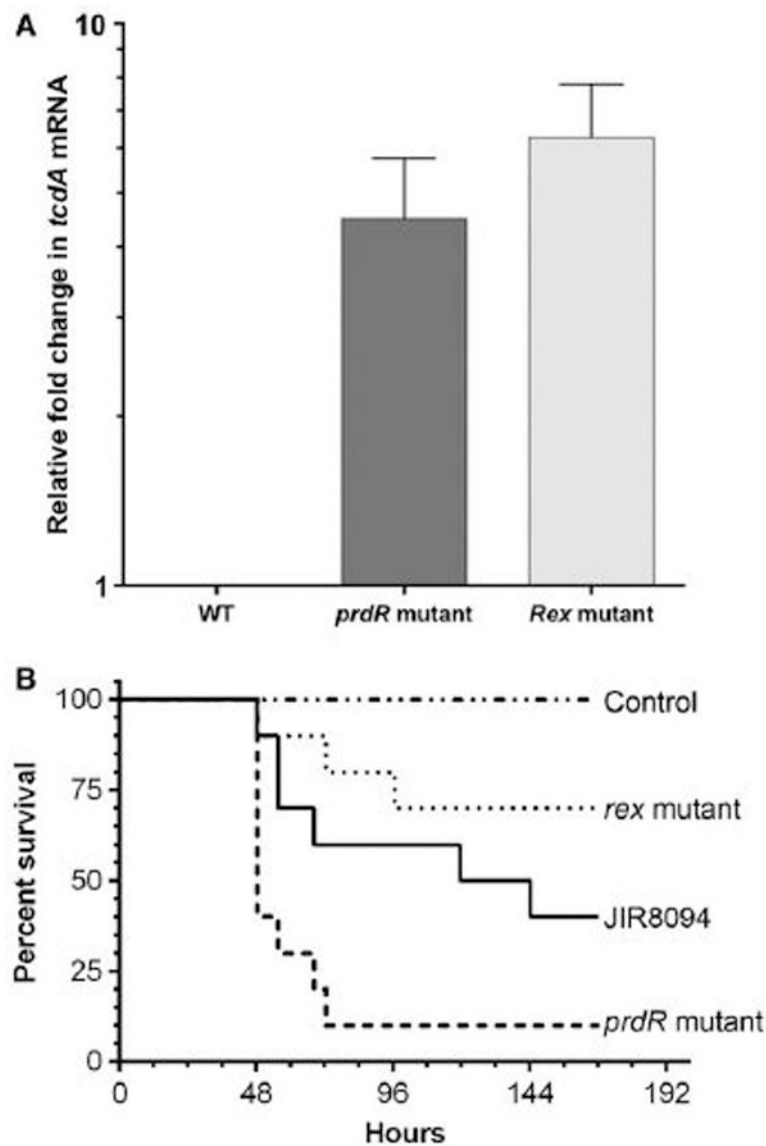 A
10
Relative fold change in tcdA mRNA
1
WT
prdR mutant
Rex mutant
B
100
75
50
25
0
Percent survival
Control
rex mutant
JIR8094
prdR mutant
0 48 96 144 192
Hours